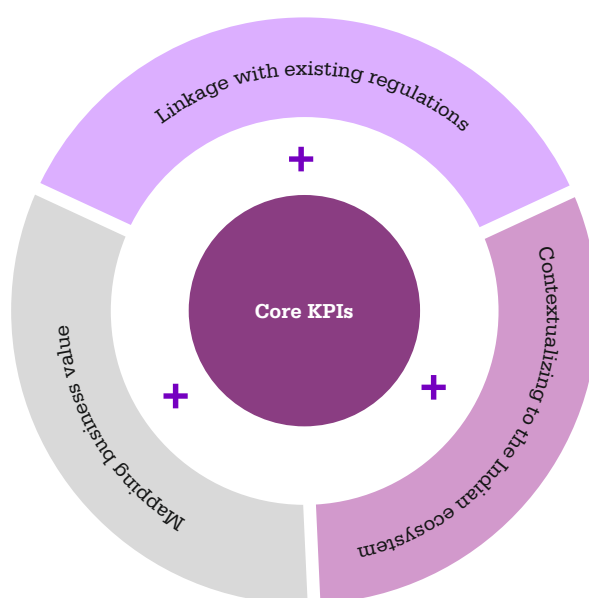 Linkage with existing regulations
+
Core KPIs
Contextualizing to the Indian ecosystem
+
+
Mapping business value